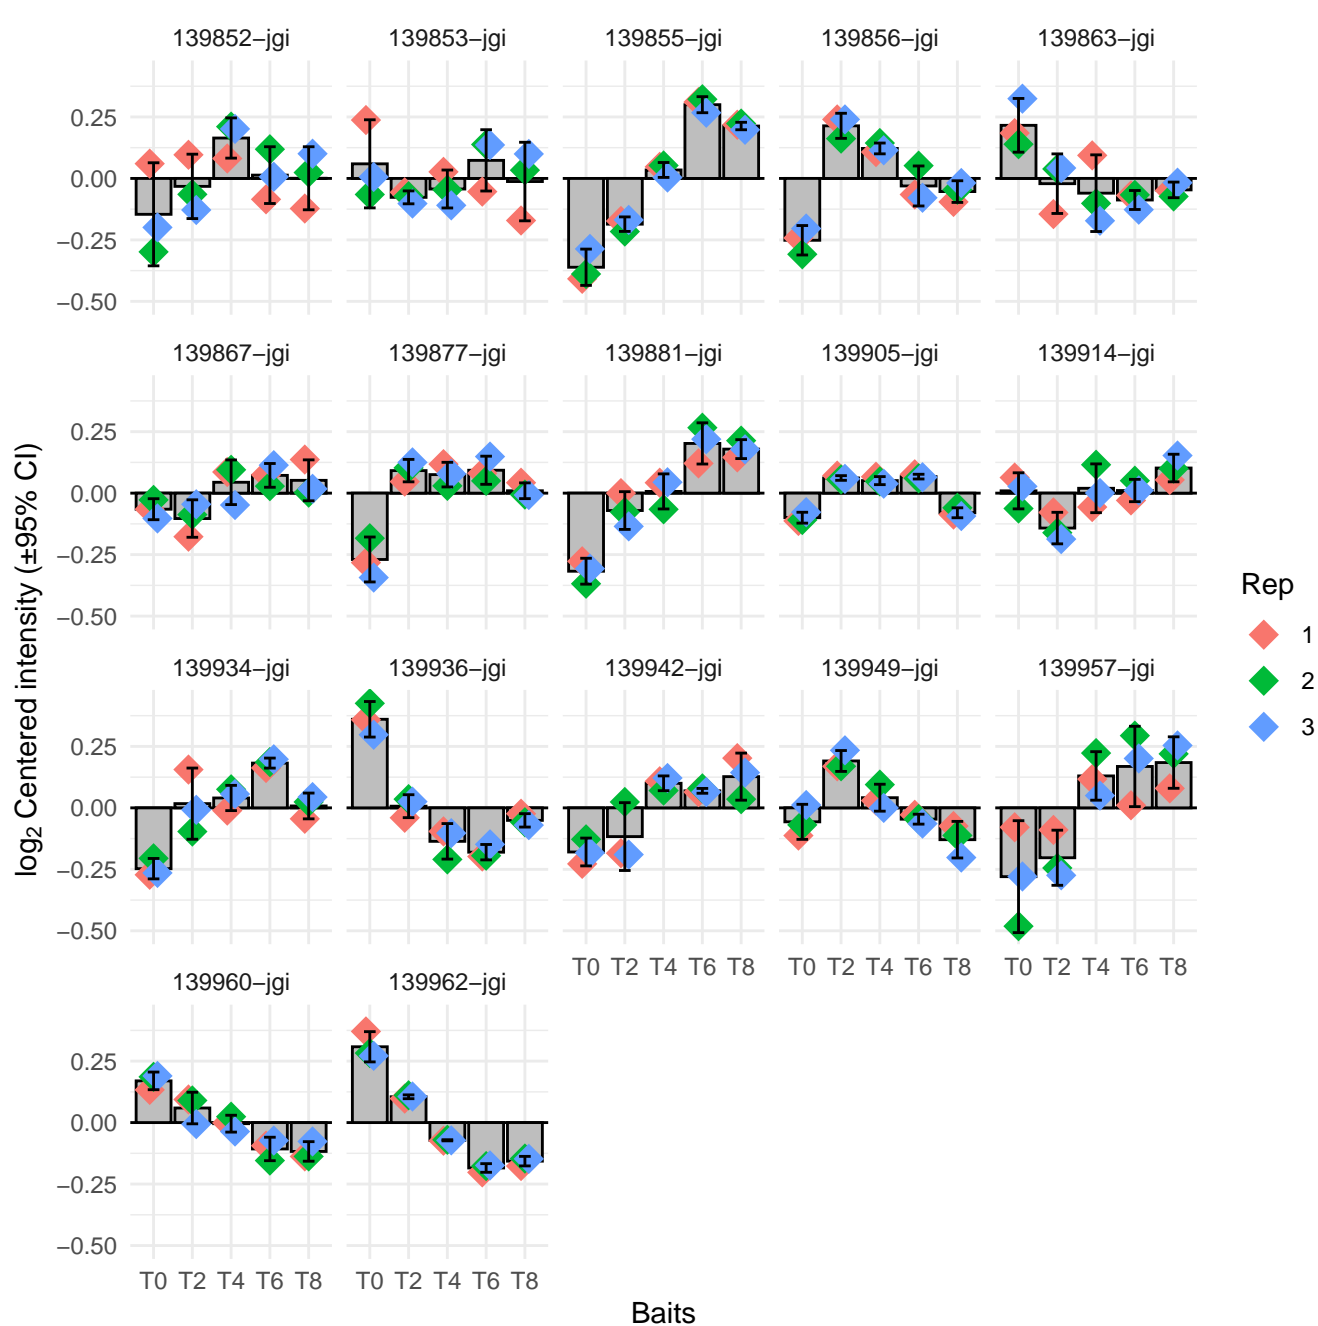 139852−jgi 139853−jgi 139855−jgi 139856−jgi 139863−jgi
0.25
0.00
−0.25
−0.50
139867−jgi 139877−jgi 139881−jgi 139905−jgi 139914−jgi
0.25
0.00
−0.25
−0.50
139934−jgi 139936−jgi 139942−jgi 139949−jgi 139957−jgi
0.25
0.00
−0.25
−0.50
T0 T2 T4 T6 T8 T0 T2 T4 T6 T8 T0 T2 T4 T6 T8
139960−jgi 139962−jgi
0.25
0.00
−0.25
−0.50
T0 T2 T4 T6 T8 T0 T2 T4 T6 T8
Baits
log2 Centered intensity (±95% CI)
Rep
1
2
3